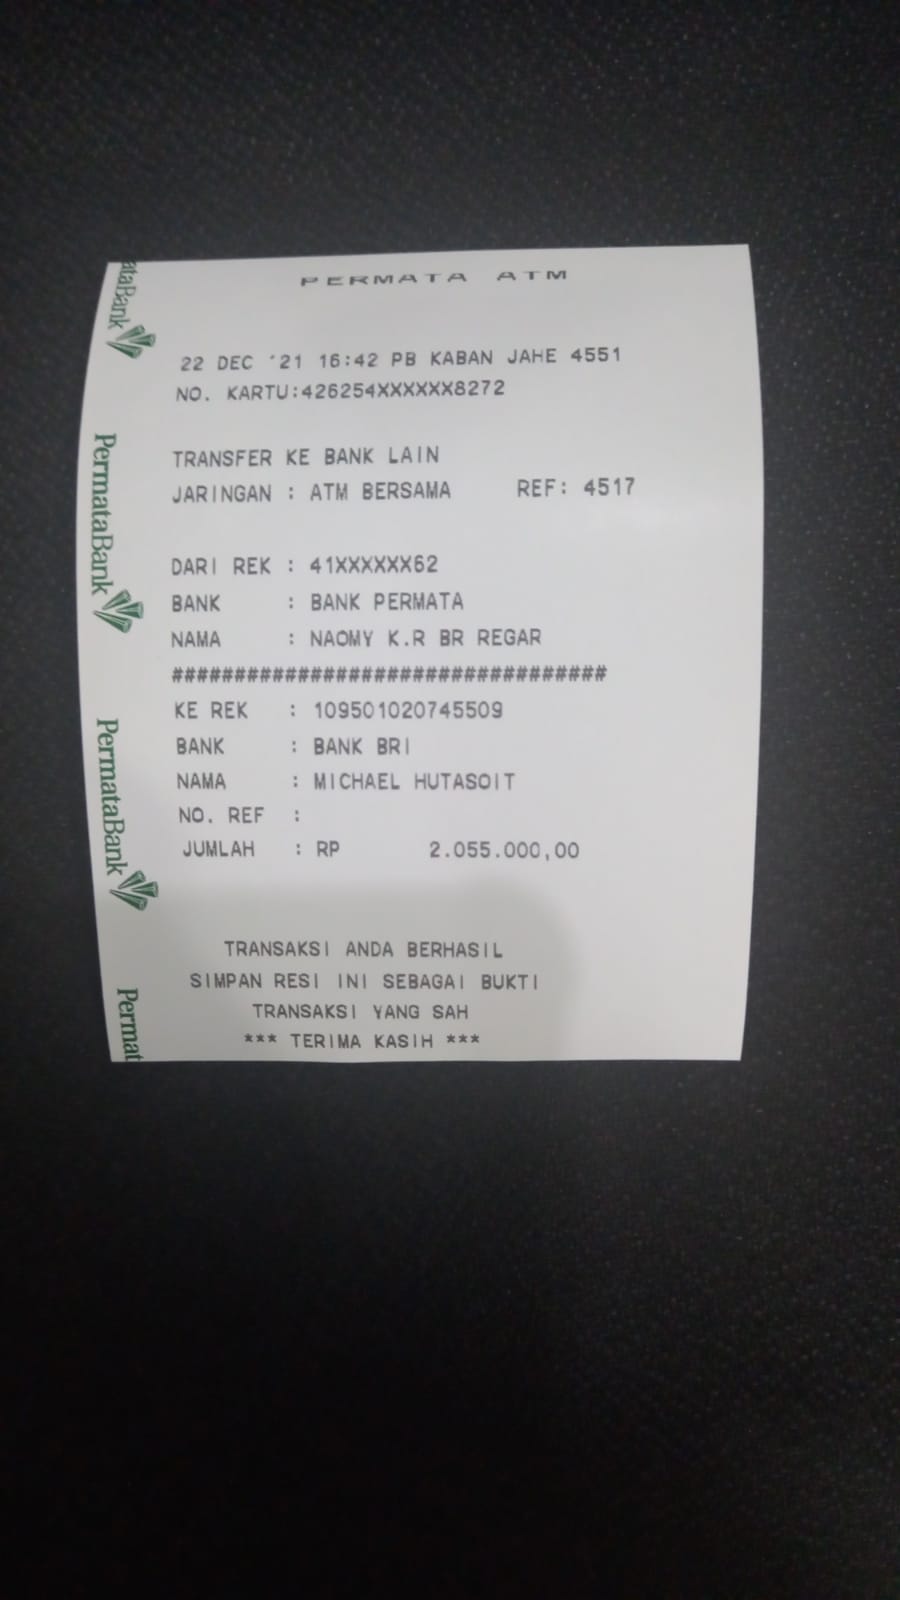 PERMATA ATM
22 DEC '21 16:42 PB KABAN JAHE 4551
NO. KARTU:426254XXXXXX8272
TRANSFER KE BANK LAIN
JARINGAN : ATM BERSAMA REF: 4517
DARI REK : 41XXXXXX62
BANK : BANK PERMATA
NAMA : NAOMY K.R BR REGAR
##################################
KE REK : 109501020745509
BANK : BANK BRI
NAMA : MICHAEL HUTASOIT
NO. REF :
JUMLAH : RP 2.055.000,00
TRANSAKSI ANDA BERHASIL
SIMPAN RESI INI SEBAGAI BUKTI
TRANSAKSI YANG SAH
*** TERIMA KASIH ***
ataBank
PermataBank
PermataBank
Permat